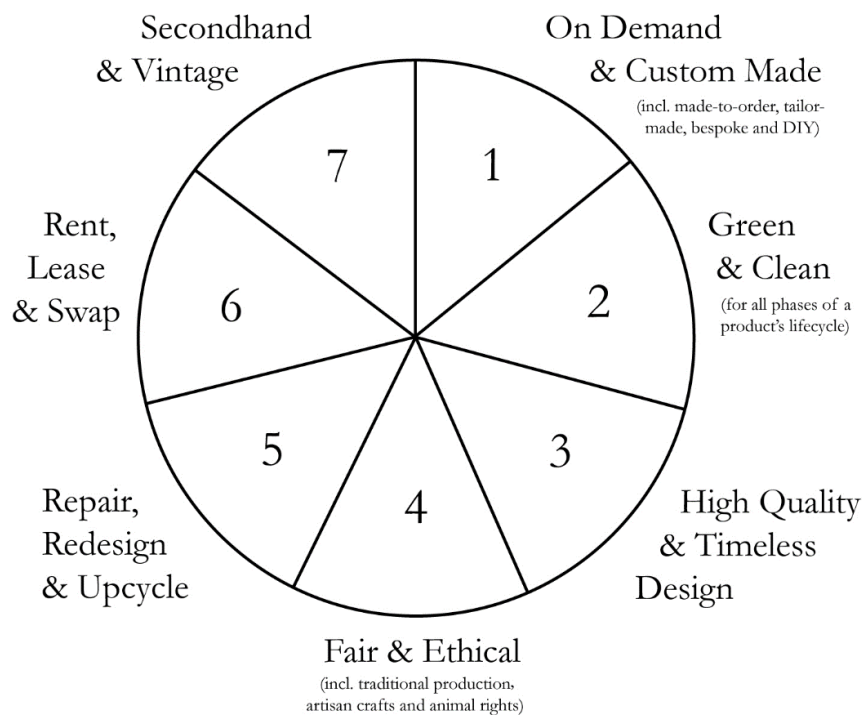 Secondhand
& Vintage
On Demand
& Custom Made
(incl. made-to-order, tailor-
made, bespoke and DIY)
7
1
Rent,
Lease
& Swap
6
2
Green
& Clean
(for all phases of a
product's lifecycle)
5
3
4
Repair,
Redesign
& Upcycle
High Quality
& Timeless
Design
Fair & Ethical
(incl. traditional production,
artisan crafts and animal rights)